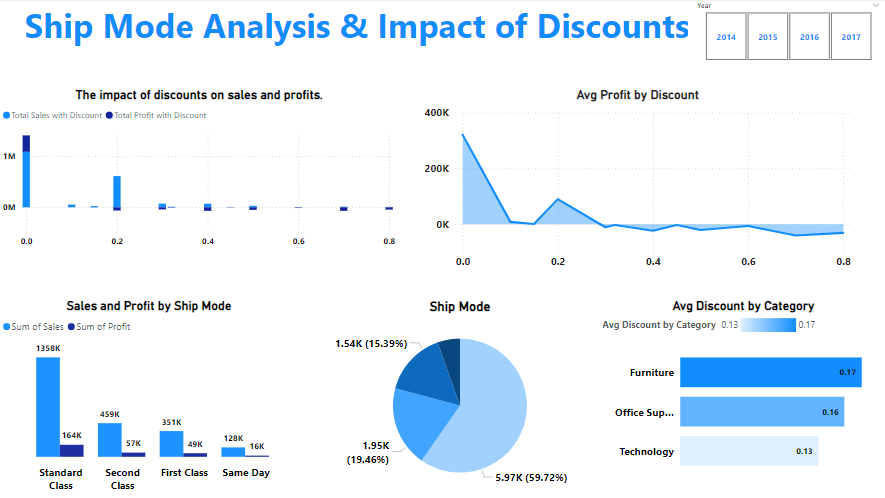 Ship Mode Analysis & Impact of Discounts
Year
2014 2015 2016 2017
The impact of discounts on sales and profits.
Total Sales with Discount Total Profit with Discount
1M
0M
0.0 0.2 0.4 0.6 0.8
Avg Profit by Discount
400K
200K
0K
0.0 0.2 0.4 0.6 0.8
Sales and Profit by Ship Mode
Sum of Sales Sum of Profit
1358K
164K
459K
57K
351K
49K
128K
16K
Standard
Class
Second
Class
First Class
Same Day
Ship Mode
1.54K (15.39%)
1.95K
(19.46%)
5.97K (59.72%)
Avg Discount by Category
Avg Discount by Category 0.13 0.17
Furniture 0.17
Office Sup... 0.16
Technology 0.13